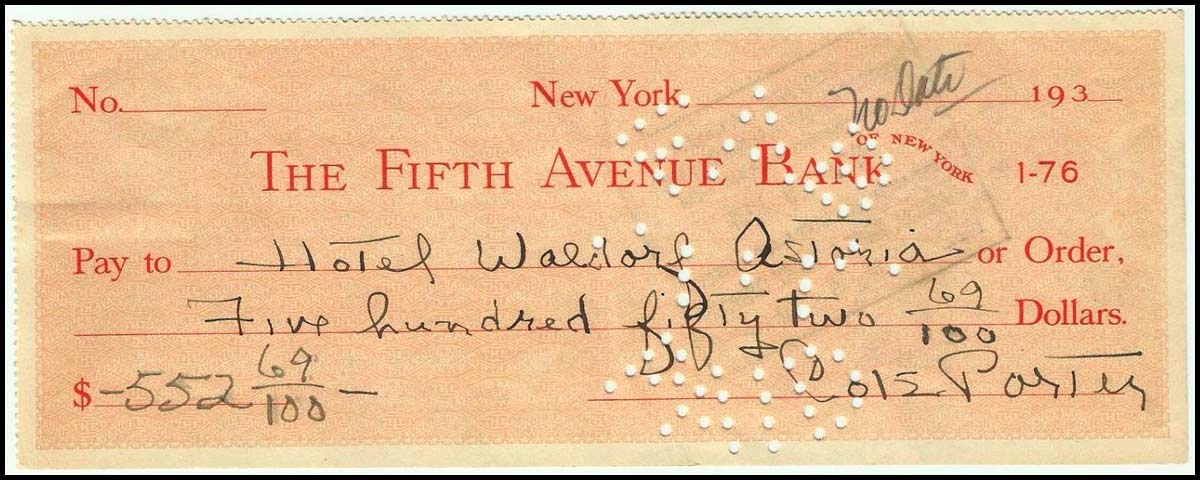 No.
New York, No Date 193
THE FIFTH AVENUE BANK OF NEW YORK 1-76
Pay to Hotel Waldorf Astoria or Order,
Five hundred fifty two 69/100 Dollars.
$ -552 69/100 - Cole Porter